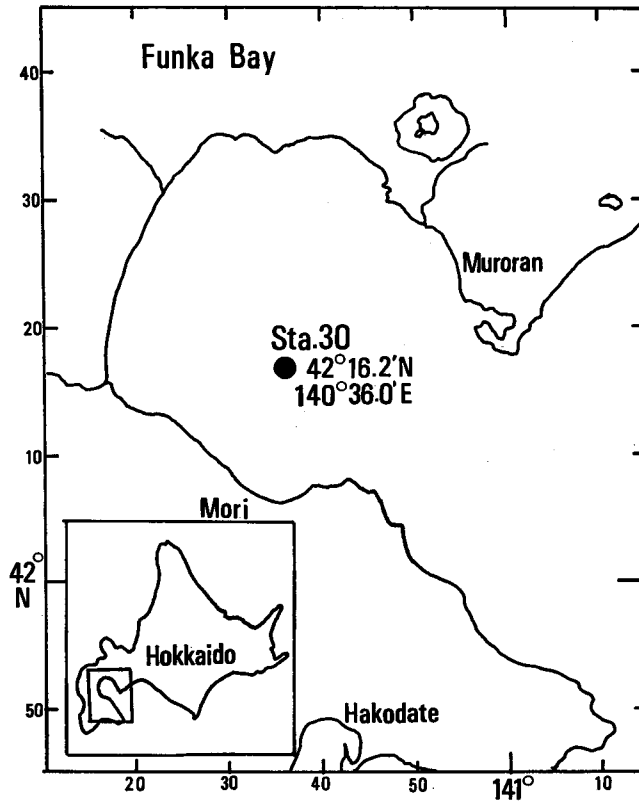 Funka Bay
40
30
Muroran
20
Sta.30
42°16.2'N
140°36.0'E
10
Mori
42°
N
Hokkaido
50
Hakodate
20 30 40 50 141° 10